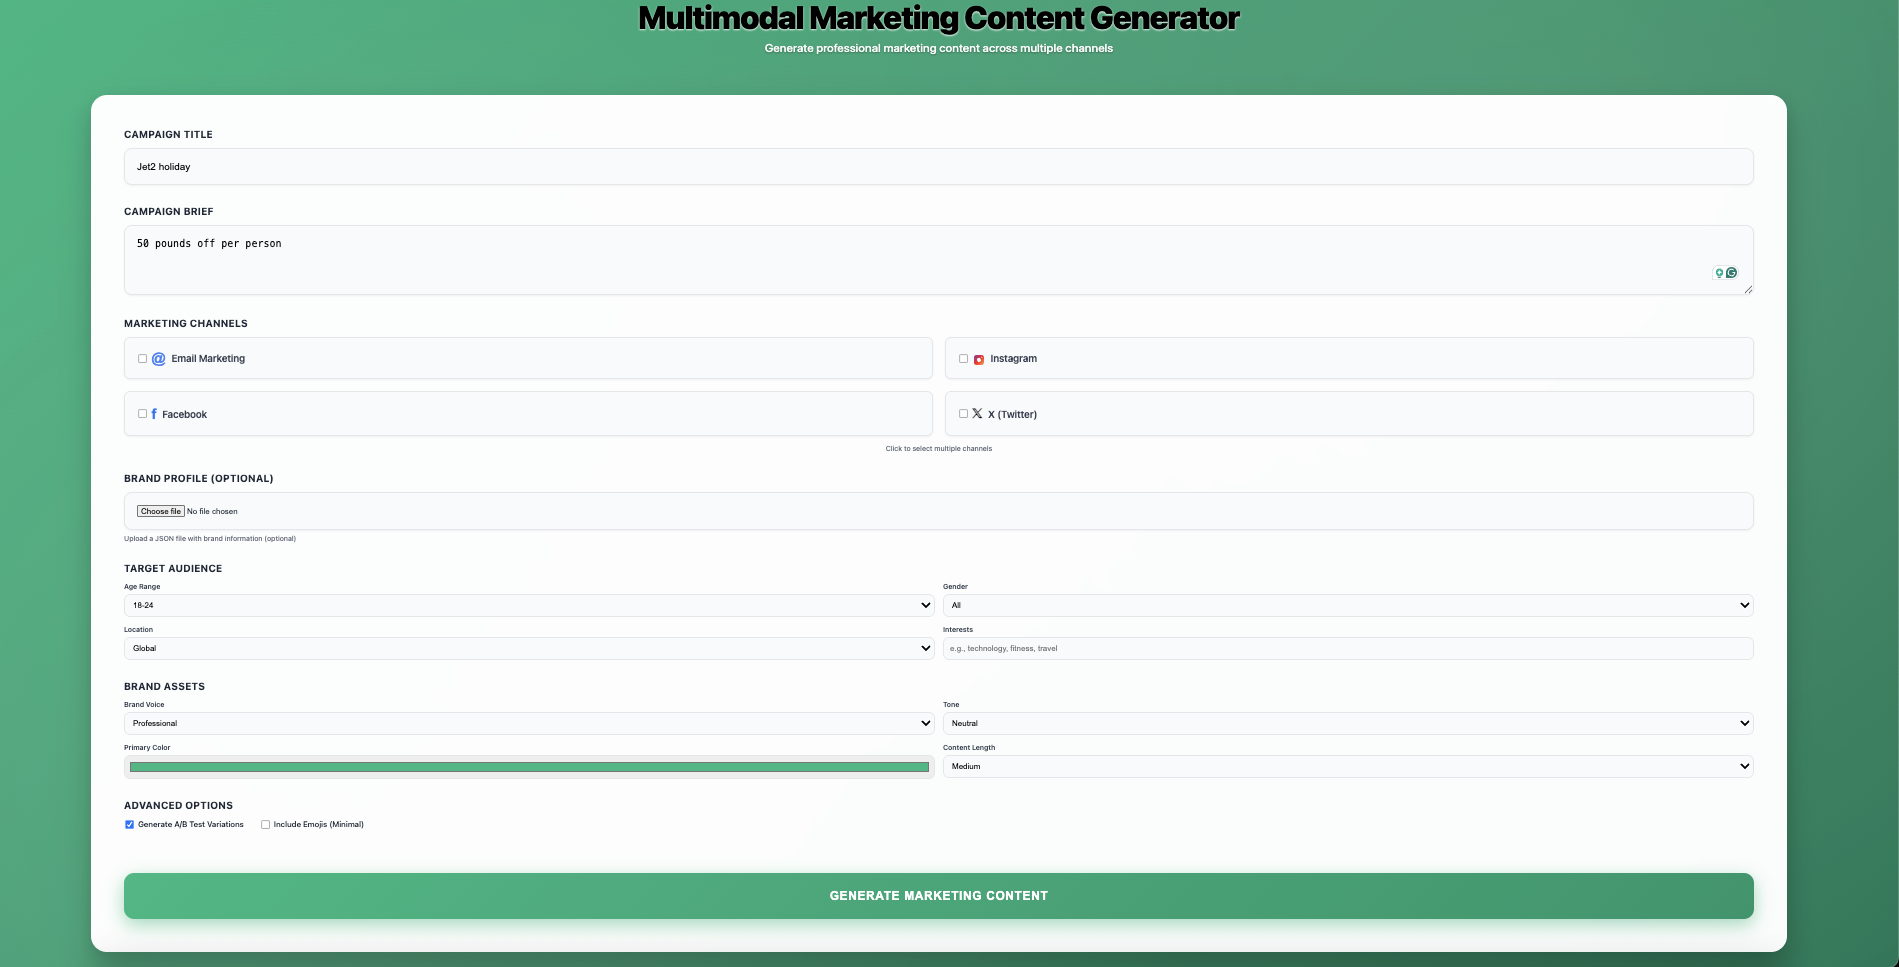 Multimodal Marketing Content Generator
Generate professional marketing content across multiple channels
CAMPAIGN TITLE
Jet2 holiday
CAMPAIGN BRIEF
50 pounds off per person
MARKETING CHANNELS
@ Email Marketing
Instagram
f Facebook
X (Twitter)
Click to select multiple channels
BRAND PROFILE (OPTIONAL)
Choose file No file chosen
Upload a JSON file with brand information (optional)
TARGET AUDIENCE
Age Range
18-24
Gender
All
Location
Global
Interests
e.g., technology, fitness, travel
BRAND ASSETS
Brand Voice
Professional
Tone
Neutral
Primary Color
Content Length
Medium
ADVANCED OPTIONS
Generate A/B Test Variations
Include Emojis (Minimal)
GENERATE MARKETING CONTENT